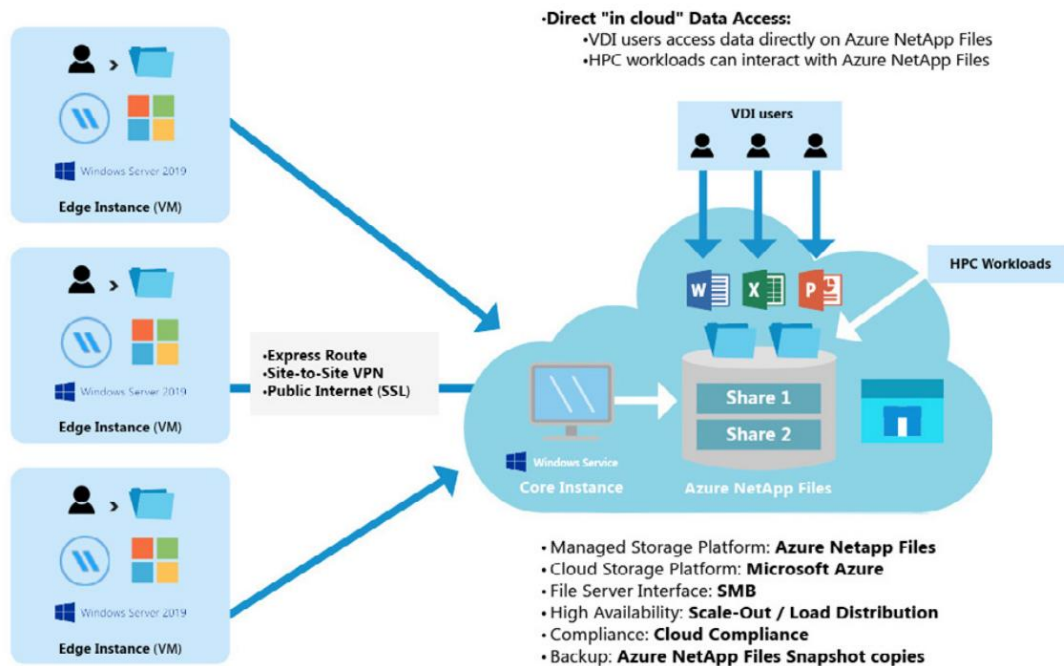 •Direct "in cloud" Data Access:
•VDI users access data directly on Azure NetApp Files
•HPC workloads can interact with Azure NetApp Files
Windows Server 2019
Edge Instance (VM)
Windows Server 2019
Edge Instance (VM)
Windows Server 2019
Edge Instance (VM)
•Express Route
•Site-to-Site VPN
•Public Internet (SSL)
VDI users
HPC Workloads
W
X
P
Share 1
Share 2
Windows Service
Core Instance
Azure NetApp Files
• Managed Storage Platform: Azure Netapp Files
• Cloud Storage Platform: Microsoft Azure
• File Server Interface: SMB
• High Availability: Scale-Out / Load Distribution
• Compliance: Cloud Compliance
• Backup: Azure NetApp Files Snapshot copies